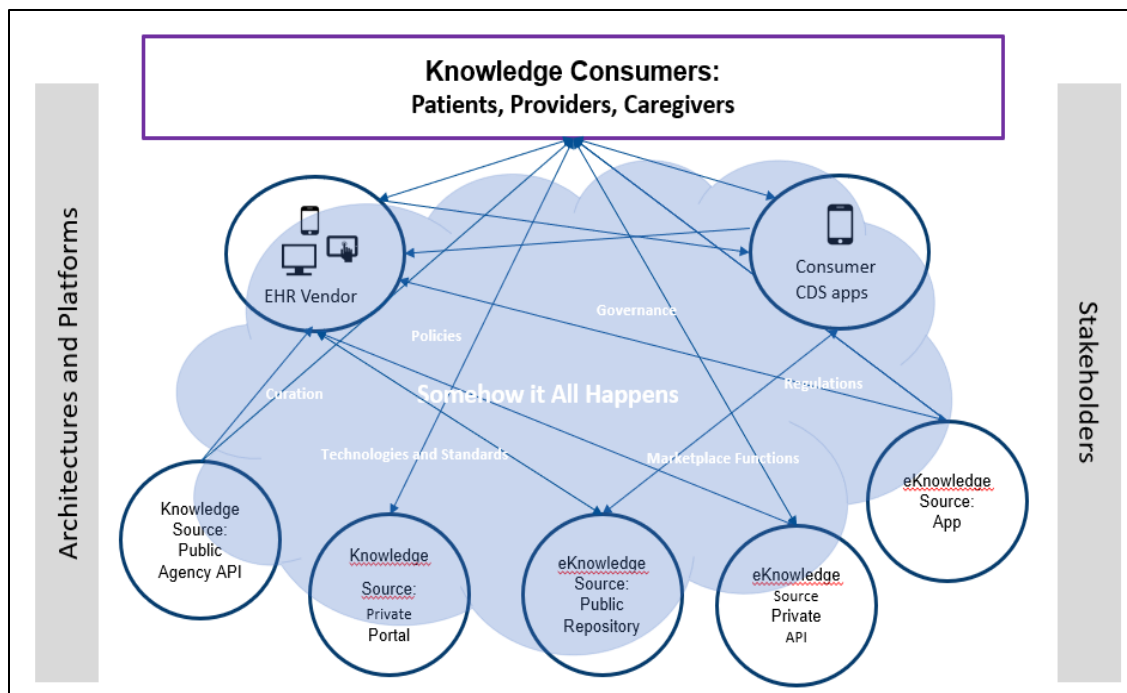 Knowledge Consumers:
Patients, Providers, Caregivers
Architectures and Platforms
Stakeholders
EHR Vendor
Consumer
CDS apps
Governance
Policies
Curation
Somehow it All Happens
Regulations
Technologies and Standards
Marketplace Functions
Knowledge
Source:
Public
Agency API
Knowledge
Source:
Private
Portal
eKnowledge
Source:
Public
Repository
eKnowledge
Source
Private
API
eKnowledge
Source:
App